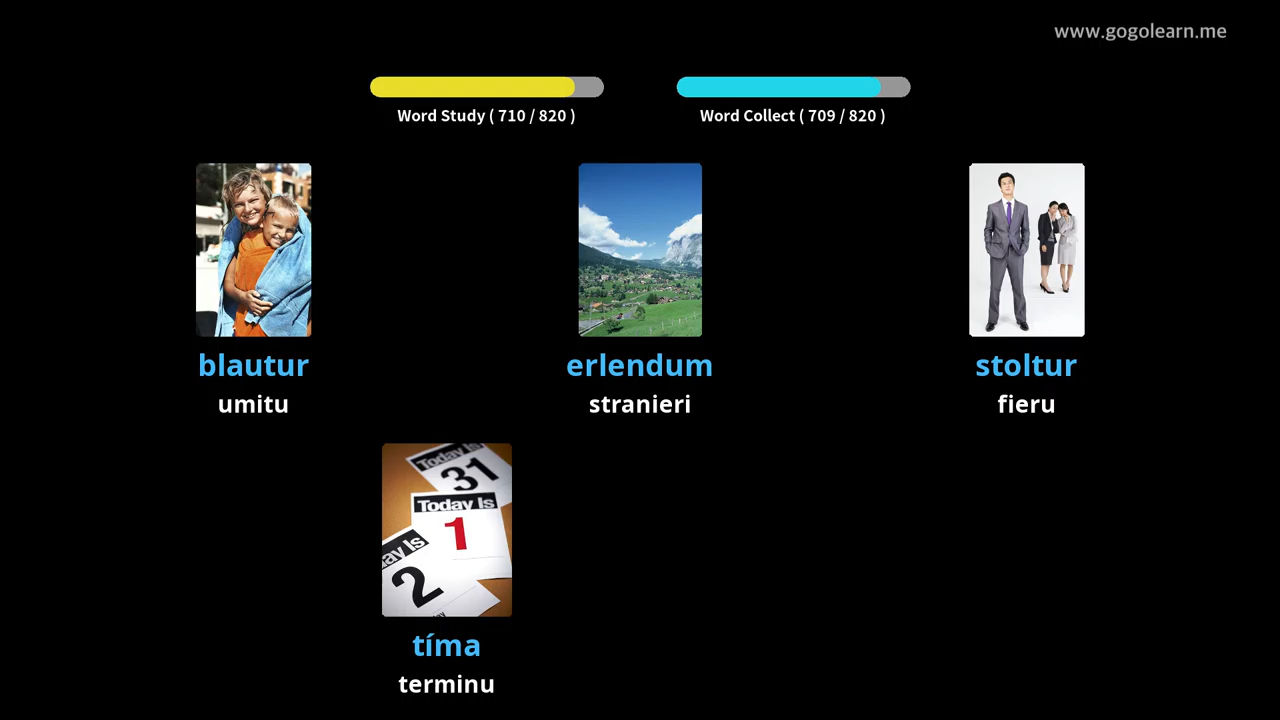 www.gogolearn.me
Word Study ( 710 / 820 )
Word Collect ( 709 / 820 )
blautur
umitu
erlendum
stranieri
stoltur
fieru
Today Is
31
Today Is
1
ay Is
2
tíma
terminu